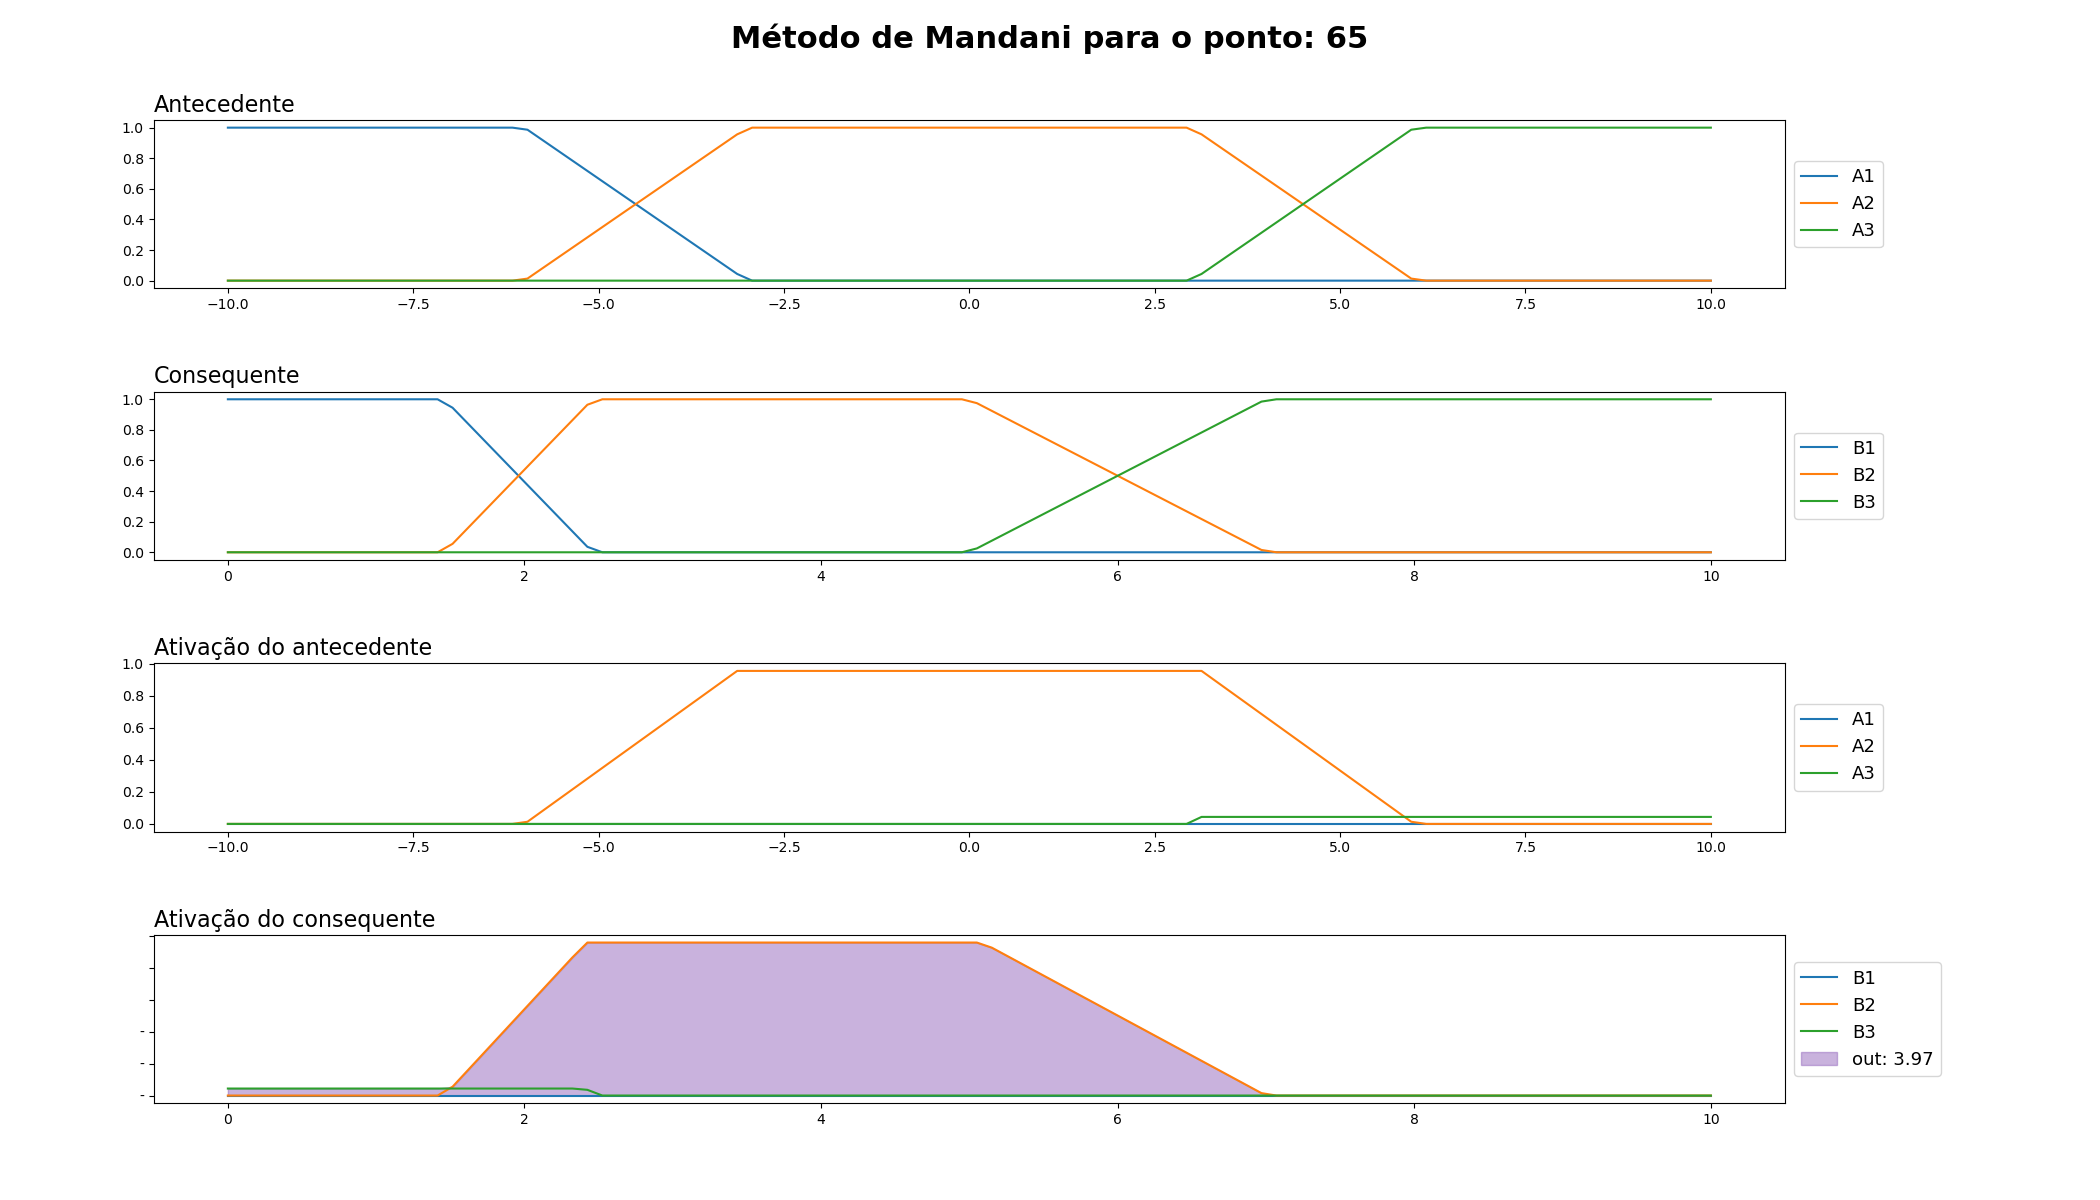 Método de Mandani para o ponto: 65
Antecedente
1.0
0.8
0.6
0.4
0.2
0.0
−10.0 −7.5 −5.0 −2.5 0.0 2.5 5.0 7.5 10.0
A1
A2
A3
Consequente
1.0
0.8
0.6
0.4
0.2
0.0
0 2 4 6 8 10
B1
B2
B3
Ativação do antecedente
1.0
0.8
0.6
0.4
0.2
0.0
−10.0 −7.5 −5.0 −2.5 0.0 2.5 5.0 7.5 10.0
A1
A2
A3
Ativação do consequente
-
-
-
0 2 4 6 8 10
B1
B2
B3
out: 3.97